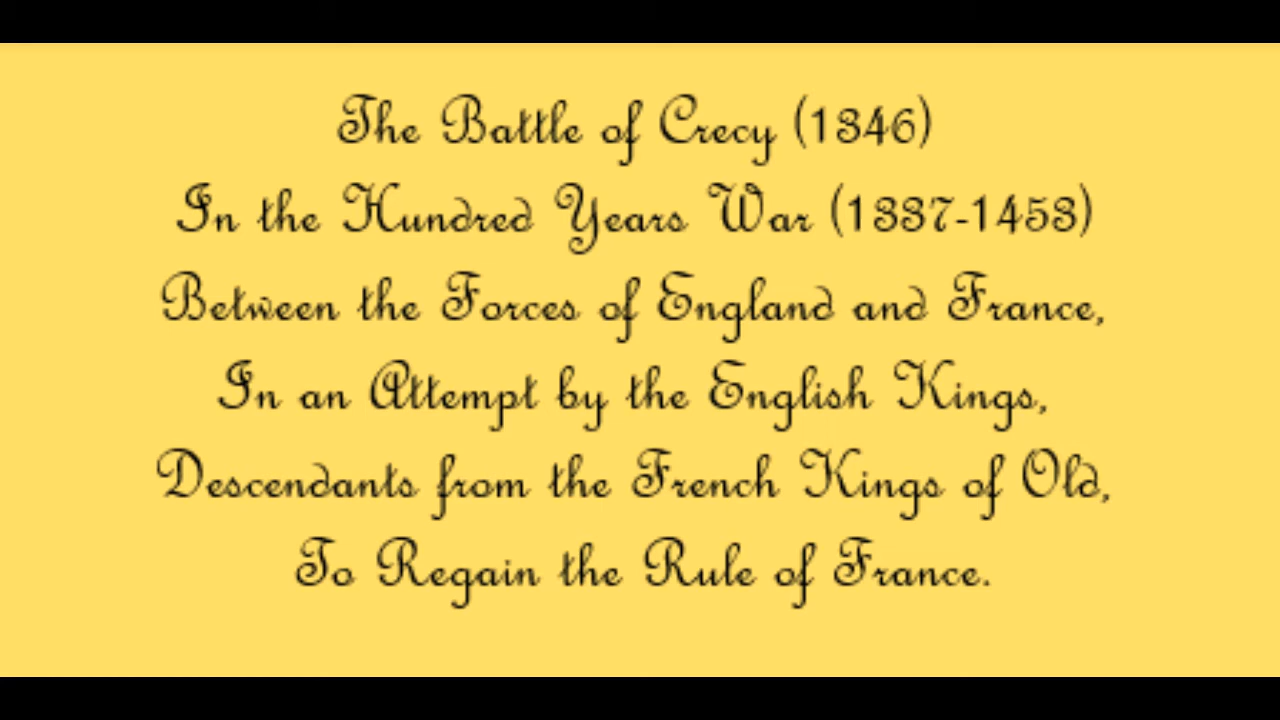 The Battle of Crecy (1346)
In the Hundred Years War (1337-1453)
Between the Forces of England and France,
In an Attempt by the English Kings,
Descendants from the French Kings of Old,
To Regain the Rule of France.